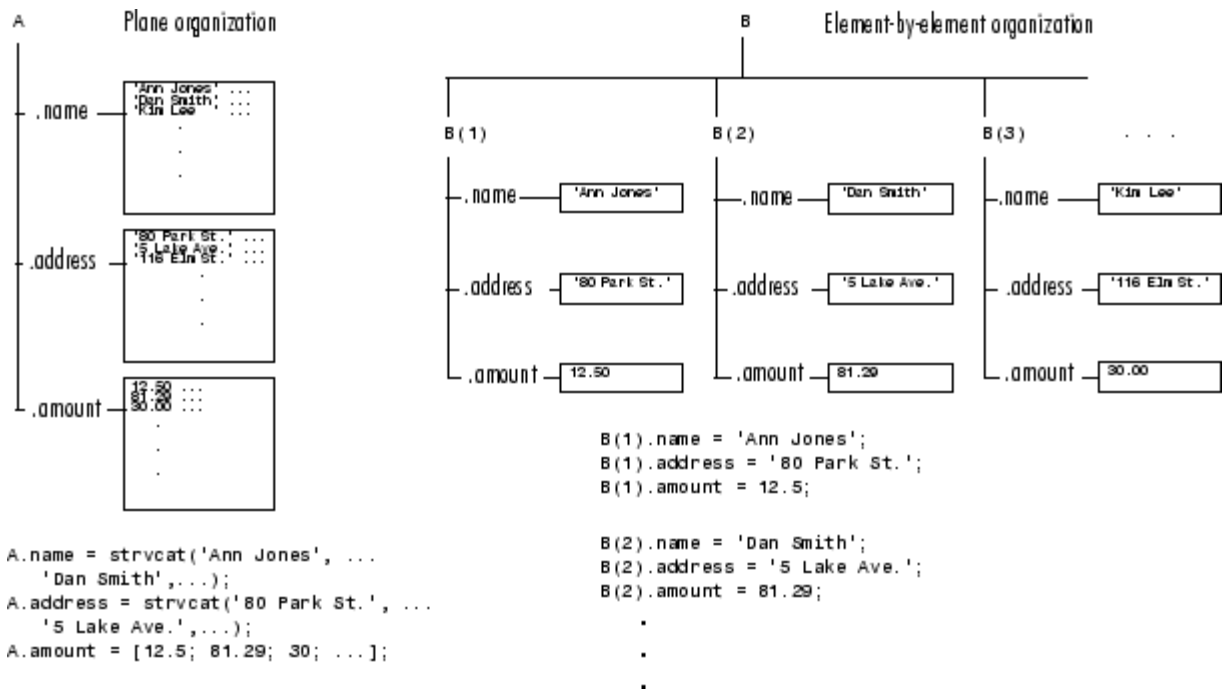 A
Plane organization
.name
'Ann Jones' ...
'Dan Smith' ...
'Kim Lee' ...
.address
'80 Park St.' ...
'5 Lake Ave.' ...
'116 Elm St.' ...
.amount
12.50 ...
81.29 ...
30.00 ...
A.name = strvcat('Ann Jones', ...
'Dan Smith',...);
A.address = strvcat('80 Park St.', ...
'5 Lake Ave.',...);
A.amount = [12.5; 81.29; 30; ...];
B
Element-by-element organization
B(1)
.name
'Ann Jones'
.address
'80 Park St.'
.amount
12.50
B(2)
.name
'Dan Smith'
.address
'5 Lake Ave.'
.amount
81.29
B(3)
. . .
.name
'Kim Lee'
.address
'116 Elm St.'
.amount
30.00
B(1).name = 'Ann Jones';
B(1).address = '80 Park St.';
B(1).amount = 12.5;
B(2).name = 'Dan Smith';
B(2).address = '5 Lake Ave.';
B(2).amount = 81.29;
.
.
.